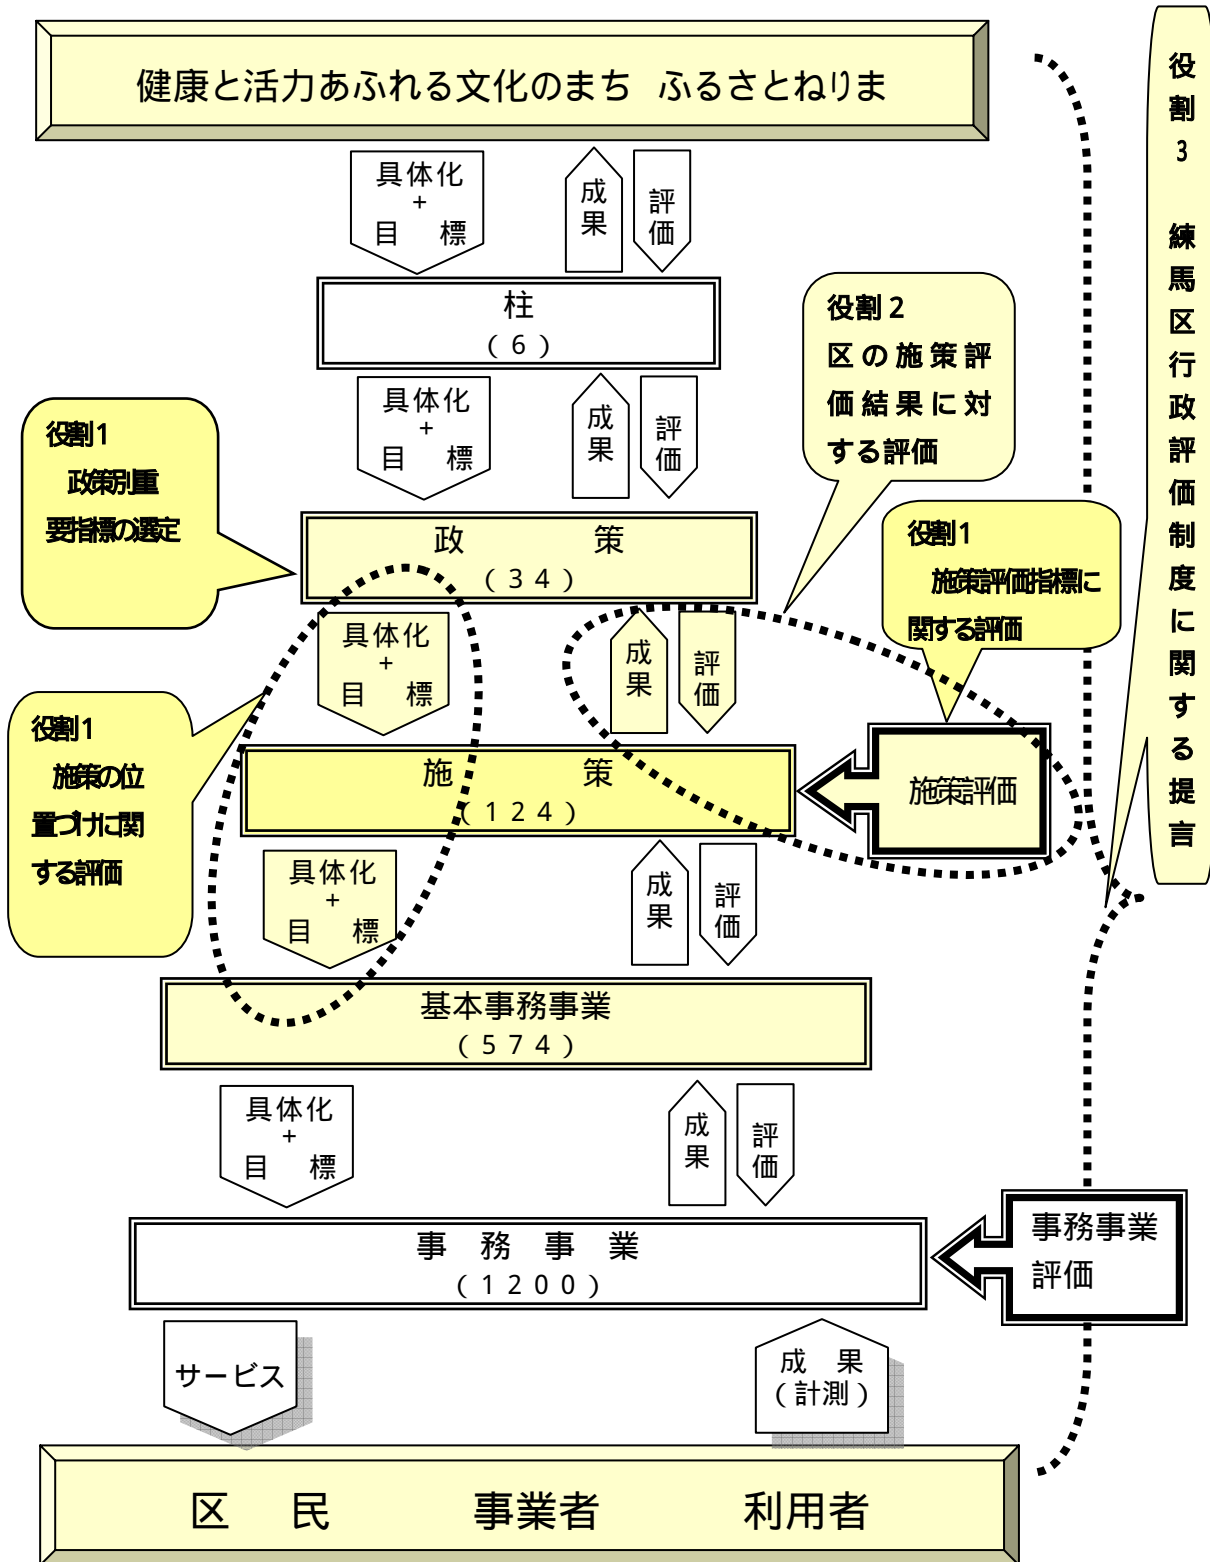 健康と活力あふれる文化のまち ふるさとねりま
具体化
+
目 標
成果
評価
柱
(６)
具体化
+
目 標
成果
評価
政 策
(３４)
具体化
+
目 標
成果
評価
施 策
(１２４)
具体化
+
目 標
成果
評価
基本事務事業
(５７４)
具体化
+
目 標
成果
評価
事 務 事 業
(１２００)
サービス
成 果
(計測)
区 民 事業者 利用者
役割1
政策別重
要指標の選定
役割1
施策の位
置づけに関
する評価
役割２
区の施策評
価結果に対
する評価
役割1
施策評価指標に
関する評価
施策評価
事務事業
評価
役割3 練馬区行政評価制度に関する提言